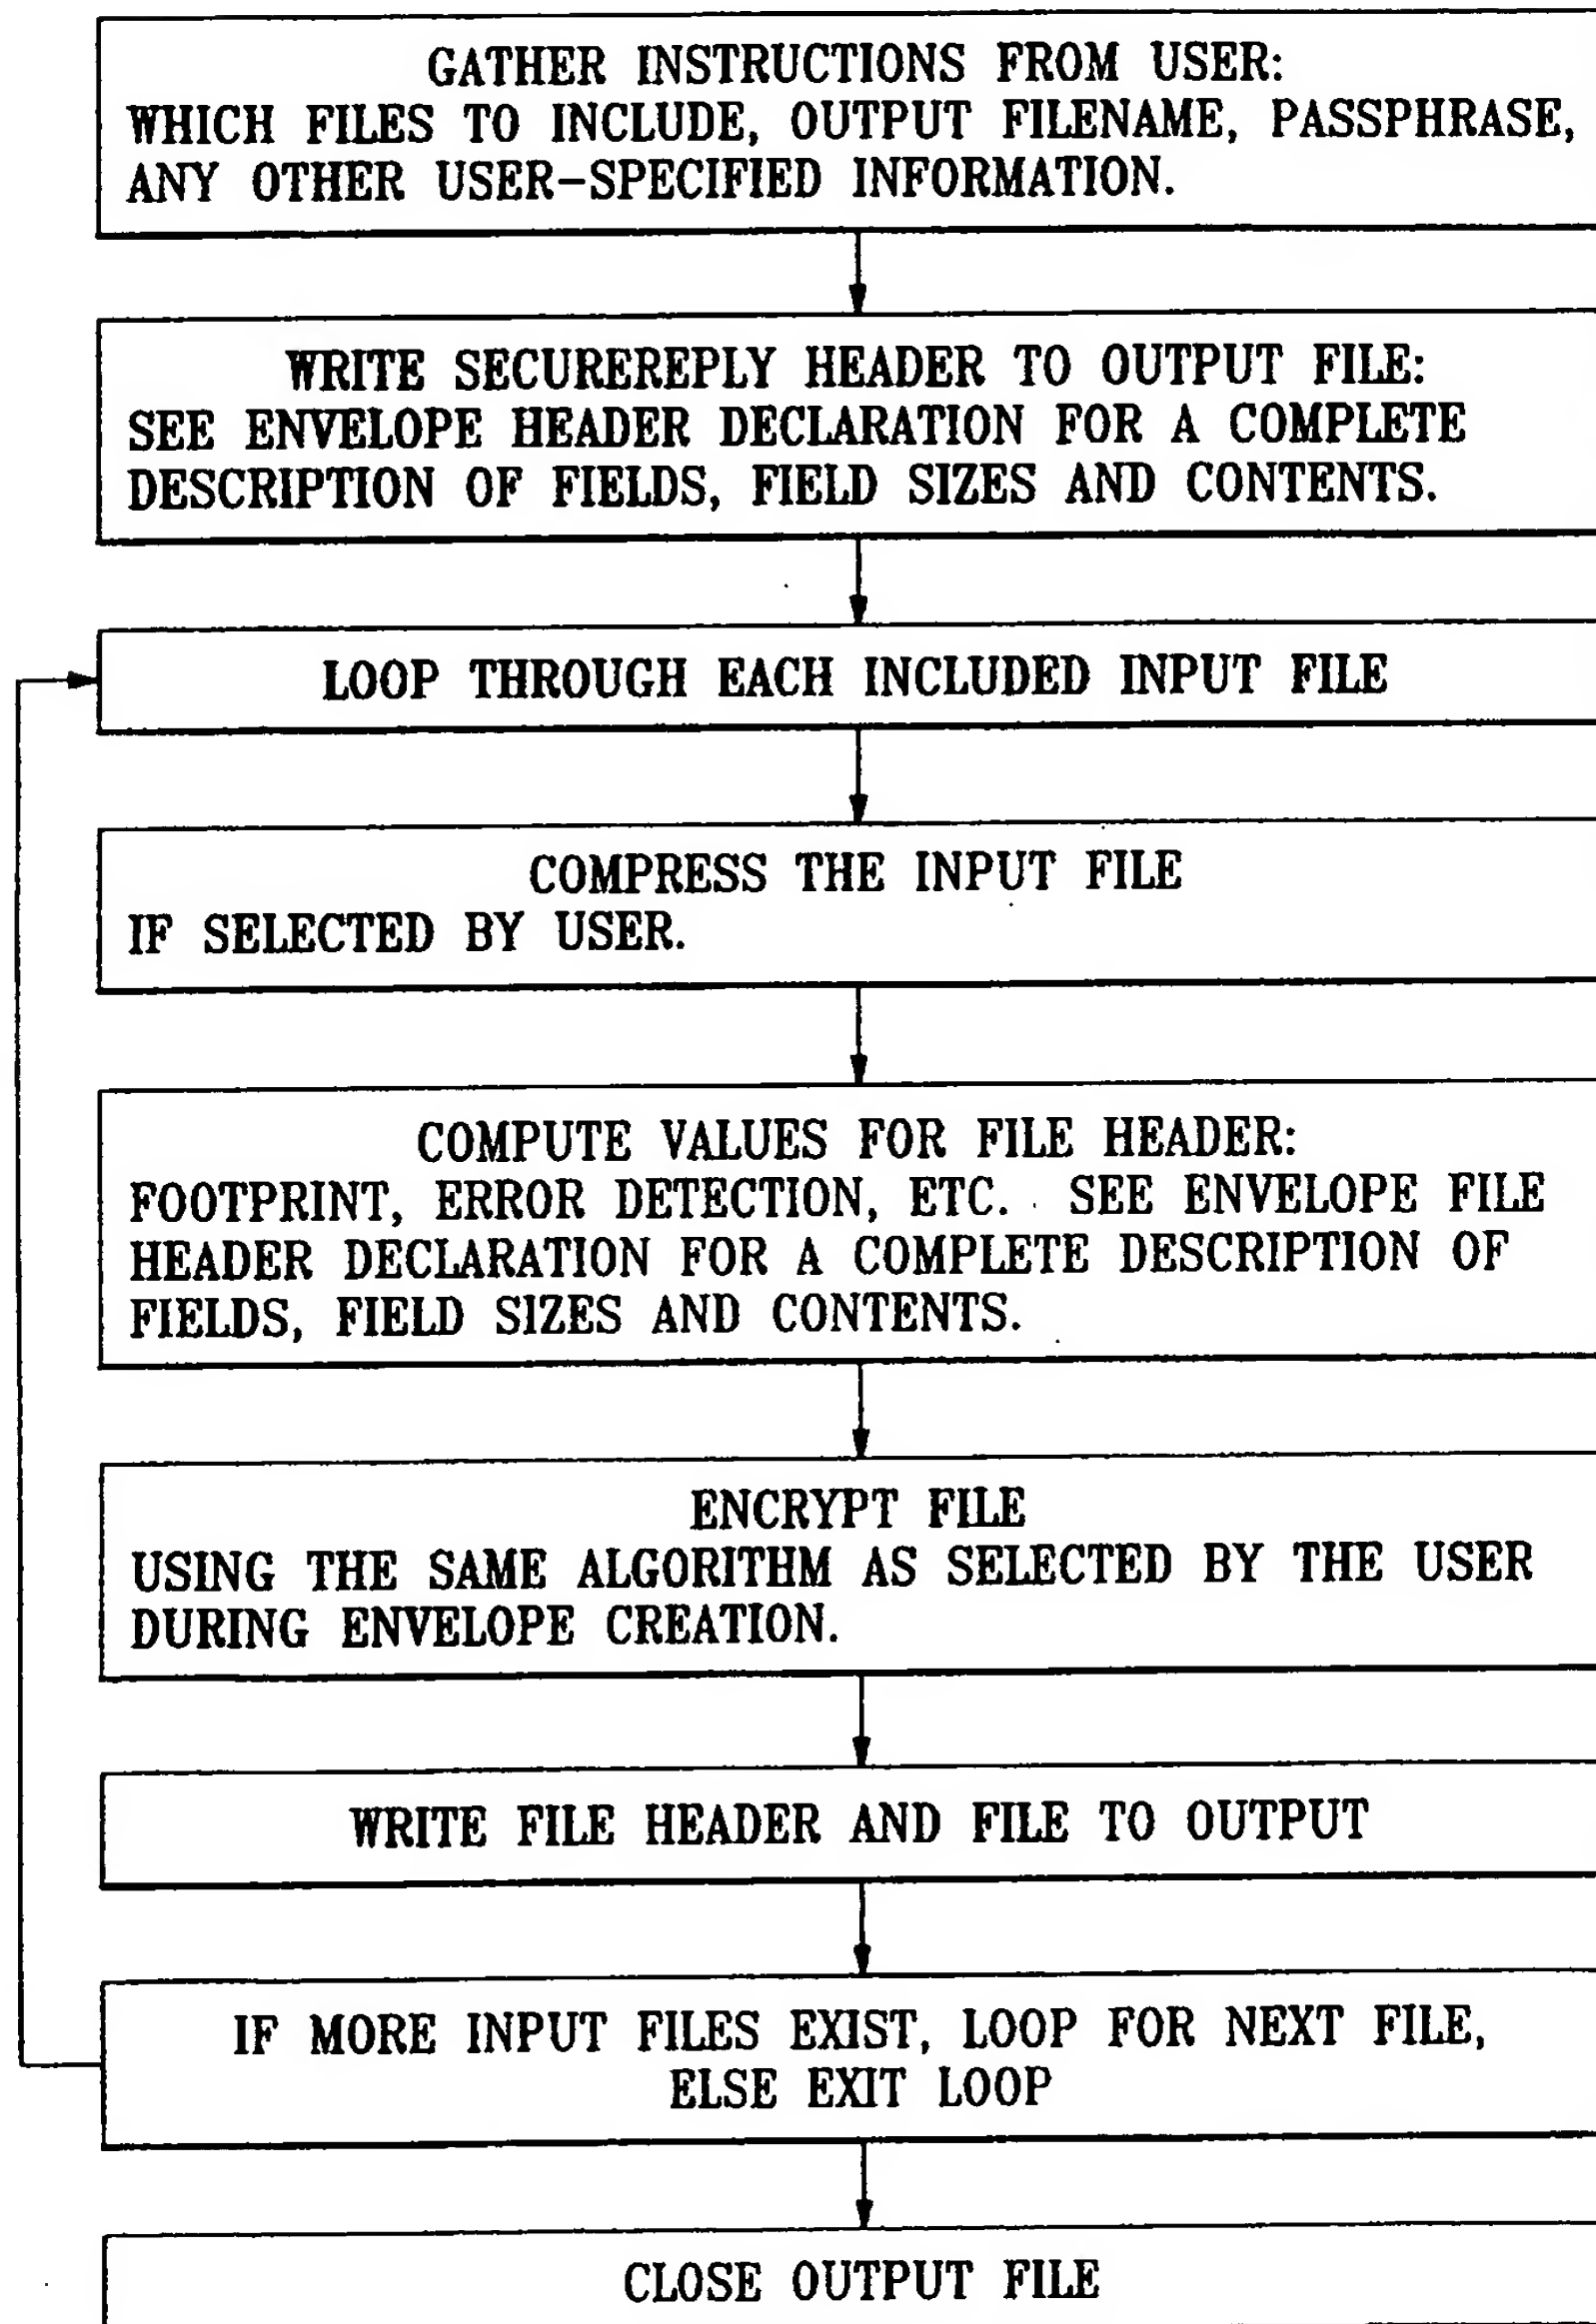 GATHER INSTRUCTIONS FROM USER:
WHICH FILES TO INCLUDE, OUTPUT FILENAME, PASSPHRASE,
ANY OTHER USER-SPECIFIED INFORMATION.
WRITE SECUREREPLY HEADER TO OUTPUT FILE:
SEE ENVELOPE HEADER DECLARATION FOR A COMPLETE
DESCRIPTION OF FIELDS, FIELD SIZES AND CONTENTS.
LOOP THROUGH EACH INCLUDED INPUT FILE
COMPRESS THE INPUT FILE
IF SELECTED BY USER.
COMPUTE VALUES FOR FILE HEADER:
FOOTPRINT, ERROR DETECTION, ETC. SEE ENVELOPE FILE
HEADER DECLARATION FOR A COMPLETE DESCRIPTION OF
FIELDS, FIELD SIZES AND CONTENTS.
ENCRYPT FILE
USING THE SAME ALGORITHM AS SELECTED BY THE USER
DURING ENVELOPE CREATION.
WRITE FILE HEADER AND FILE TO OUTPUT
IF MORE INPUT FILES EXIST, LOOP FOR NEXT FILE,
ELSE EXIT LOOP
CLOSE OUTPUT FILE